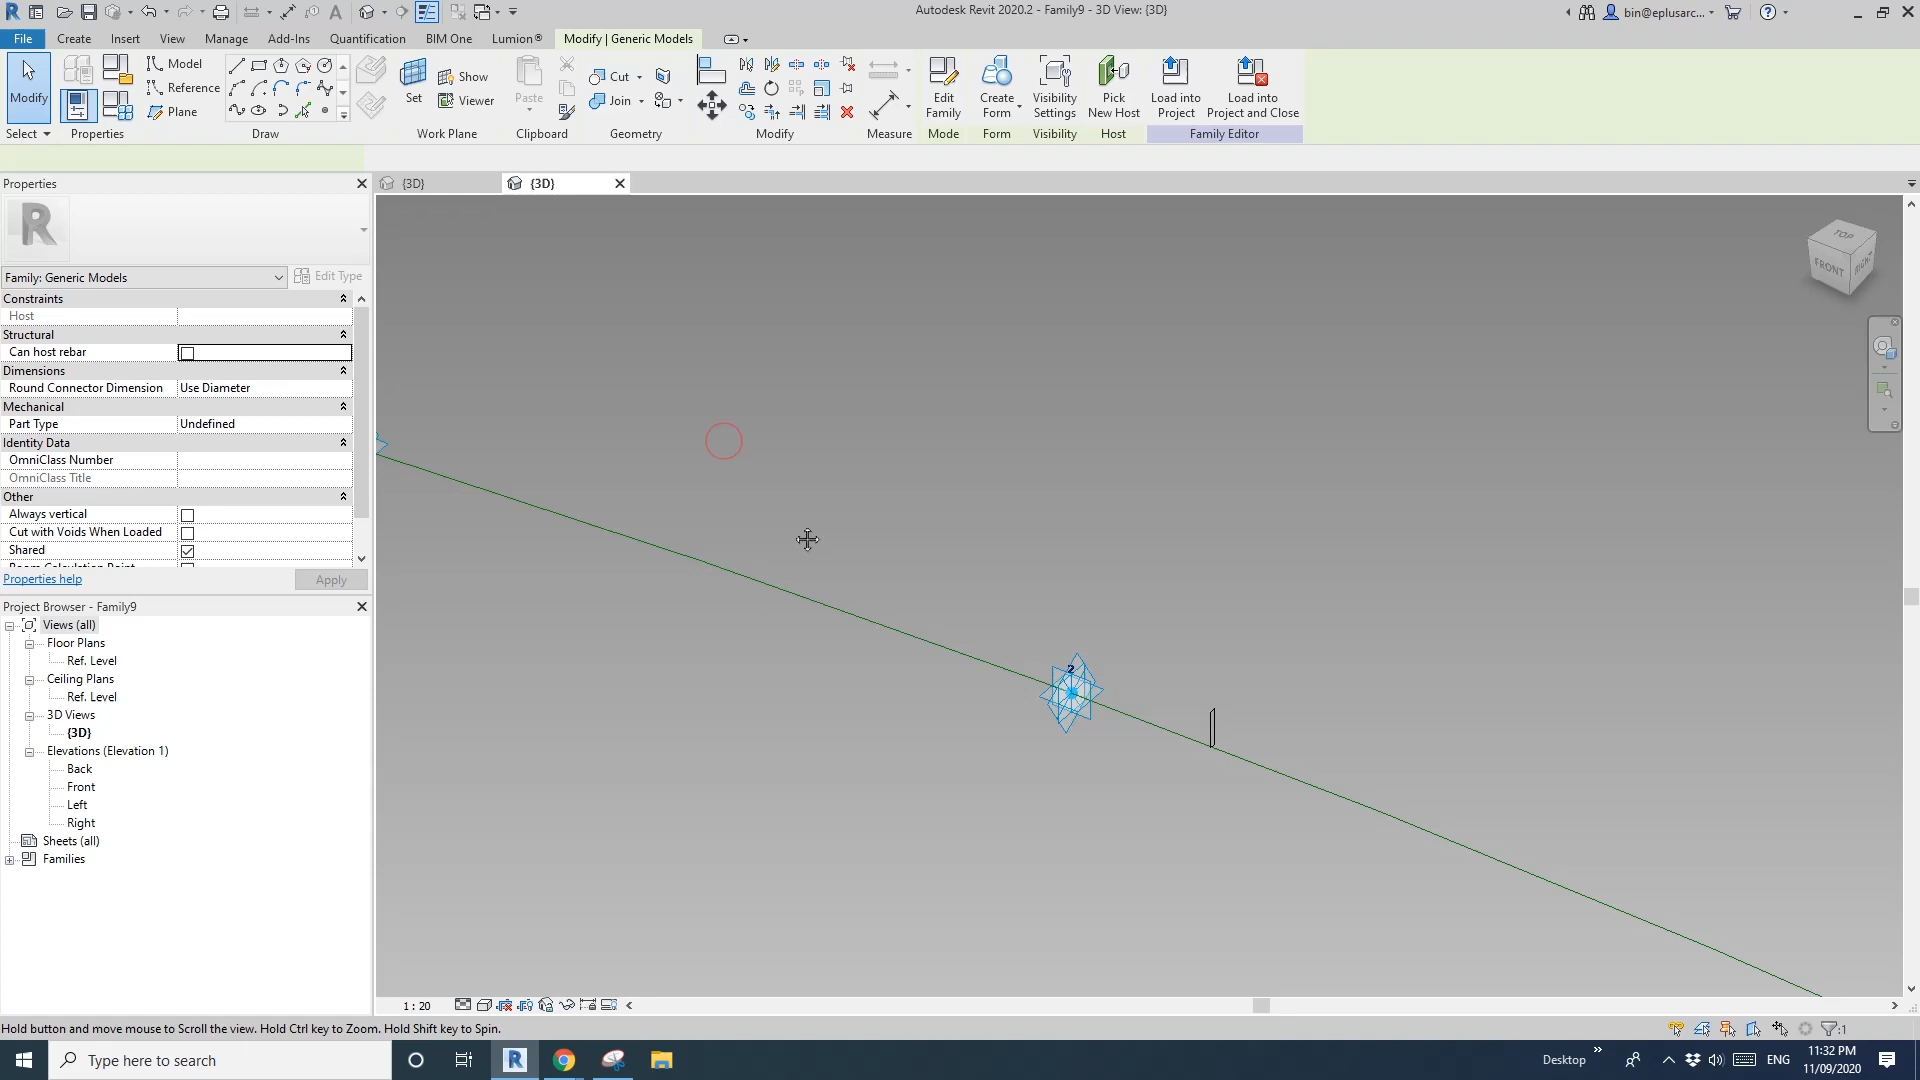 Autodesk Revit 2020.2 - Family9 - 3D View: {3D}
bin@eplusarc...
File Create Insert View Manage Add-Ins Quantification BIM One Lumion® Modify | Generic Models
Modify
Select
Properties
Model
Reference
Plane
Draw
Set
Show
Viewer
Work Plane
Paste
Clipboard
Cut
Join
Geometry
Modify
Measure
Edit
Family
Mode
Create
Form
Form
Visibility
Settings
Visibility
Pick
New Host
Host
Load into
Project
Load into
Project and Close
Family Editor
Properties
{3D}
{3D}
R
Family: Generic Models
Edit Type
Constraints
Host
Structural
Can host rebar
Dimensions
Round Connector Dimension Use Diameter
Mechanical
Part Type Undefined
Identity Data
OmniClass Number
OmniClass Title
Other
Always vertical
Cut with Voids When Loaded
Shared
Properties help
Apply
Project Browser - Family9
Views (all)
Floor Plans
Ref. Level
Ceiling Plans
Ref. Level
3D Views
{3D}
Elevations (Elevation 1)
Back
Front
Left
Right
Sheets (all)
Families
TOP
FRONT
RIGHT
2
1 : 20
Hold button and move mouse to Scroll the view. Hold Ctrl key to Zoom. Hold Shift key to Spin.
:1
Type here to search
Desktop
ENG
11:32 PM
11/09/2020